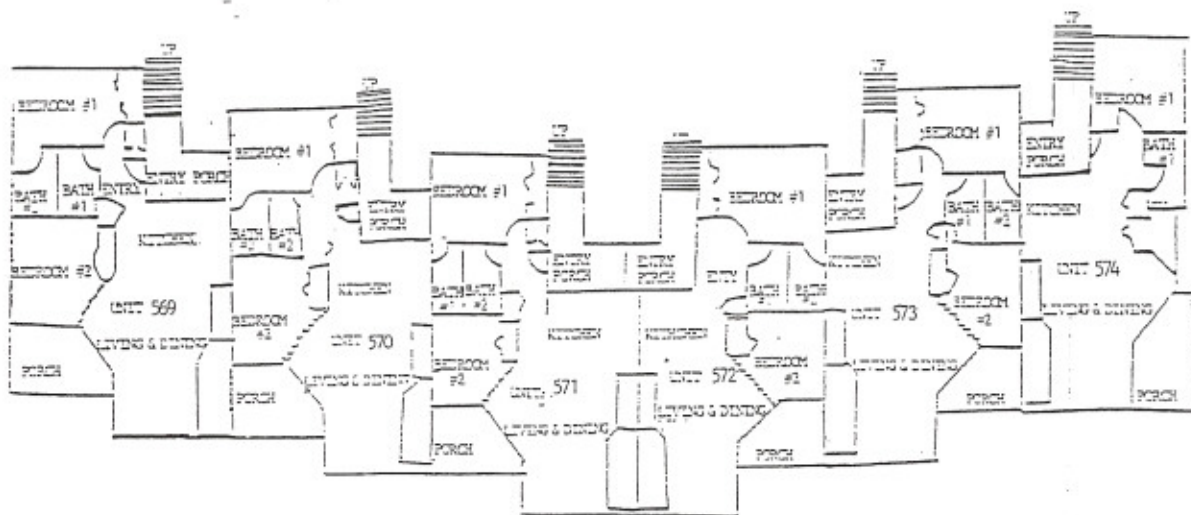 UP
BEDROOM #1
BATH
#2
BATH
#1
ENTRY
ENTRY PORCH
KITCHEN
BEDROOM #2
UNIT 569
LIVING & DINING
PORCH
UP
BEDROOM #1
ENTRY
PORCH
BATH
BATH
#2
KITCHEN
BEDROOM
#2
UNIT 570
LIVING & DINING
PORCH
UP
BEDROOM #1
ENTRY
PORCH
BATH
#1
BATH
#2
KITCHEN
BEDROOM
#2
UNIT 571
LIVING & DINING
PORCH
BEDROOM #1
ENTRY
PORCH
ENTRY
BATH
BATH
KITCHEN
UNIT 572
BEDROOM
#2
LIVING & DINING
PORCH
UP
BEDROOM #1
ENTRY
PORCH
BATH
#1
BATH
#2
KITCHEN
UNIT 573
BEDROOM
#2
LIVING & DINING
PORCH
UP
BEDROOM #1
ENTRY
PORCH
BATH
KITCHEN
UNIT 574
LIVING & DINING
PORCH